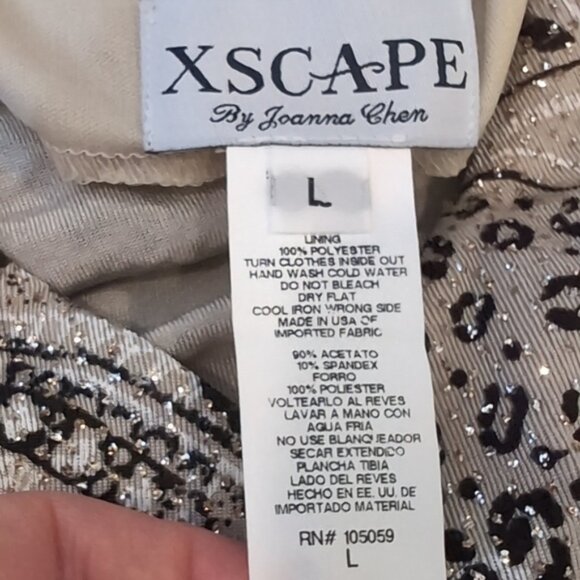 XSCAPE
By Joanna Chen
L
LINING
100% POLYESTER
TURN CLOTHES INSIDE OUT
HAND WASH COLD WATER
DO NOT BLEACH
DRY FLAT
COOL IRON WRONG SIDE
MADE IN USA OF
IMPORTED FABRIC
90% ACETATO
10% SPANDEX
FORRO
100% POLIESTER
VOLTEARLO AL REVES
LAVAR A MANO CON
AGUA FRIA
NO USE BLANQUEADOR
SECAR EXTENDIDO
PLANCHA TIBIA
LADO DEL REVES
HECHO EN EE. UU. DE
IMPORTADO MATERIAL
RN# 105059
L